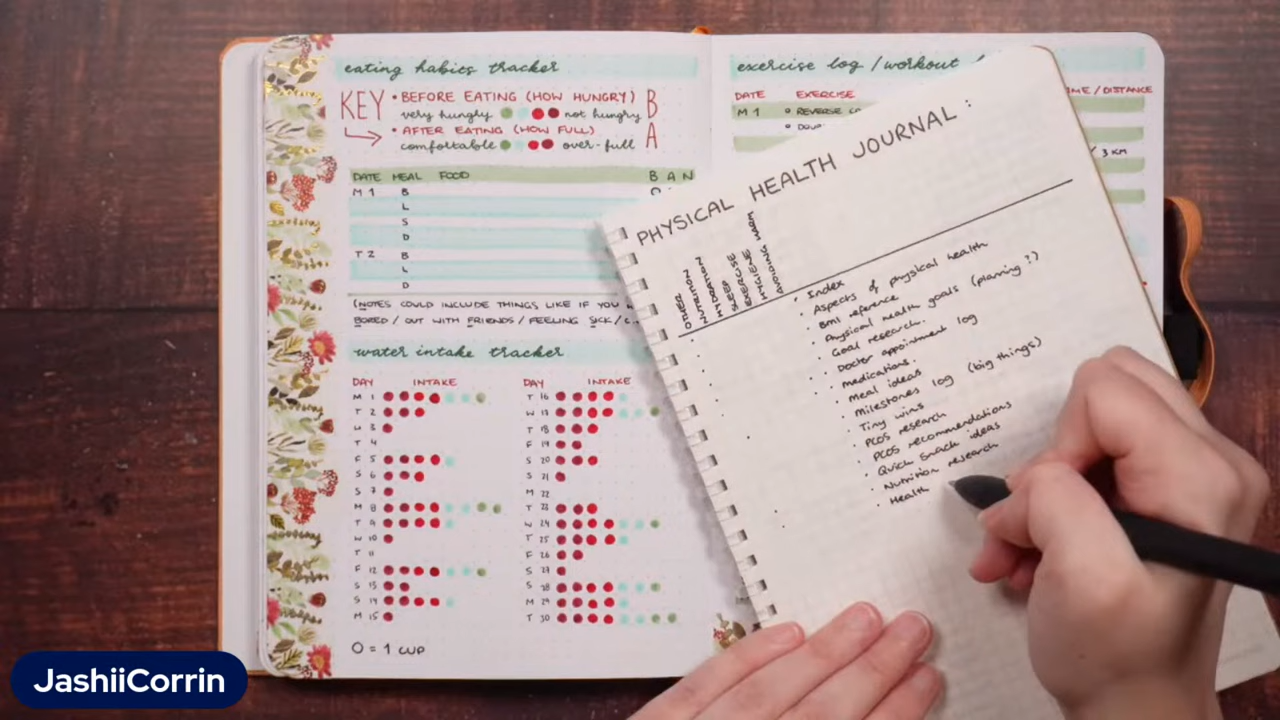 eating habits tracker
KEY • BEFORE EATING (HOW HUNGRY) B
very hungry not hungry
• AFTER EATING (HOW FULL) A
comfortable over-full
DATE MEAL FOOD B A N
M 1 B
L
S
D
T 2 B
L
D
(NOTES COULD INCLUDE THINGS LIKE IF YOU
BORED / OUT WITH FRIENDS / FEELING SICK /
water intake tracker
DAY INTAKE DAY INTAKE
M 1 T 16
T 2 W 17
W 3 T 18
T 4 F 19
F 5 S 20
S 6 S 21
S 7 M 22
M 8 T 23
T 9 W 24
W 10 T 25
T 11 F 26
F 12 S 27
S 13 S 28
S 14 M 29
M 15 T 30
O = 1 CUP
exercise log / workout
DATE EXERCISE TIME / DISTANCE
M 1 REVERSE
3 KM
PHYSICAL HEALTH JOURNAL :
OTHER
NUTRITION
HYDRATION
SLEEP
EXERCISE
HYGIENE
AVOIDING HARM
• Index
• Aspects of physical health
• BMI reference
• Physical health goals (planning?)
• Goal research.
• Doctor appointment log
• Medications.
• Meal ideas
• Milestones log (big things)
• Tiny wins
• PCOS research
• PCOS recommendations
• Quick snack ideas
• Nutrition research
• Health
JashiiCorrin